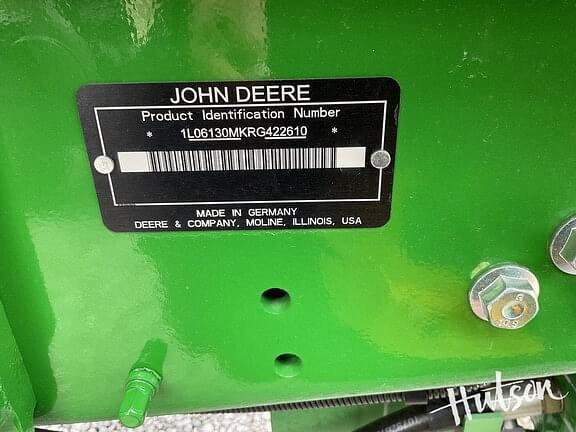 JOHN DEERE
Product Identification Number
* 1L06130MKRG422610 *
MADE IN GERMANY
DEERE & COMPANY, MOLINE, ILLINOIS, USA
Hutson